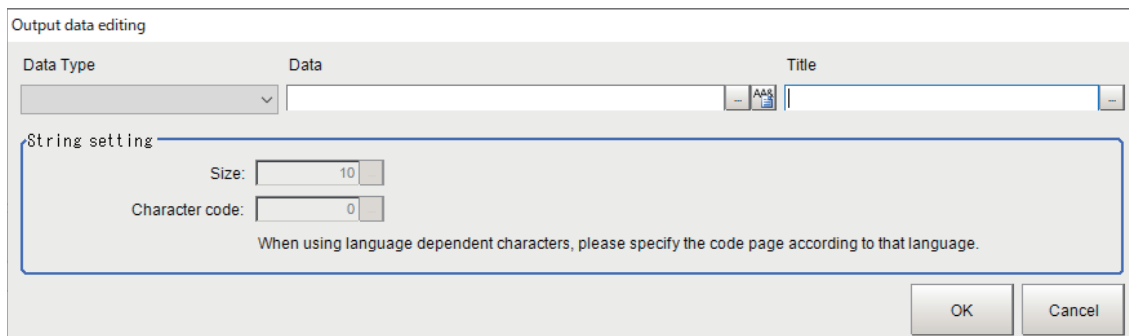 Output data editing
Data Type Data Title
... AA& ...
String setting
Size: 10 ...
Character code: 0 ...
When using language dependent characters, please specify the code page according to that language.
OK Cancel